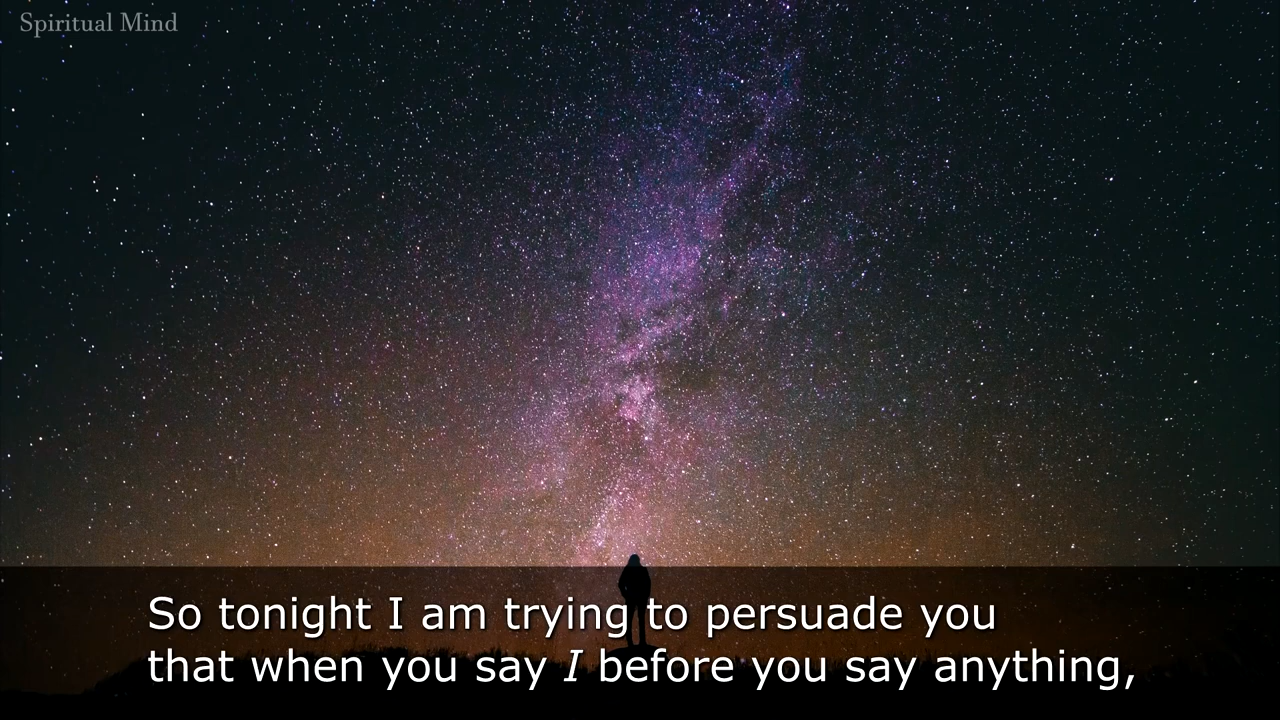 Spiritual Mind
So tonight I am trying to persuade you
that when you say I before you say anything,